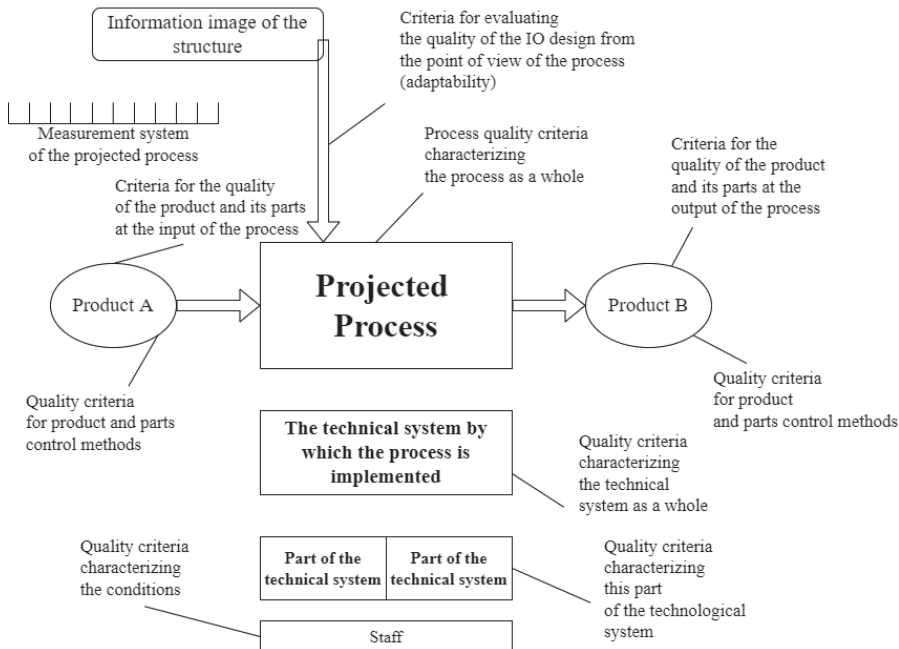 Information image of the
structure
Criteria for evaluating
the quality of the IO design from
the point of view of the process
(adaptability)
Measurement system
of the projected process
Process quality criteria
characterizing
the process as a whole
Criteria for the
quality of the product
and its parts at the
output of the process
Criteria for the quality
of the product and its parts
at the input of the process
Product A
Projected
Process
Product B
Quality criteria
for product and parts
control methods
Quality criteria
for product
and parts control methods
The technical system by
which the process is
implemented
Quality criteria
characterizing
the technical
system as a whole
Quality criteria
characterizing
the conditions
Part of the
technical system
Part of the
technical system
Quality criteria
characterizing
this part
of the technological
system
Staff